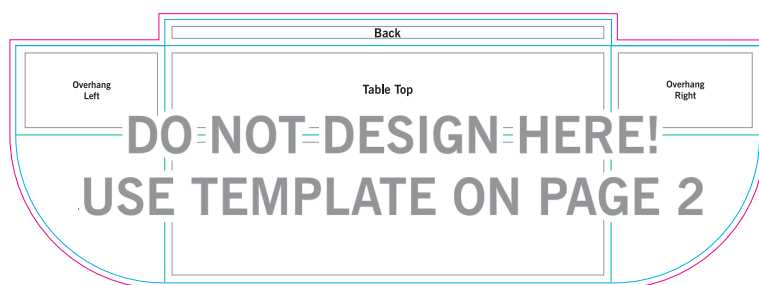 Back
Overhang
Left
Table Top
Overhang
Right
DO NOT DESIGN HERE!
USE TEMPLATE ON PAGE 2